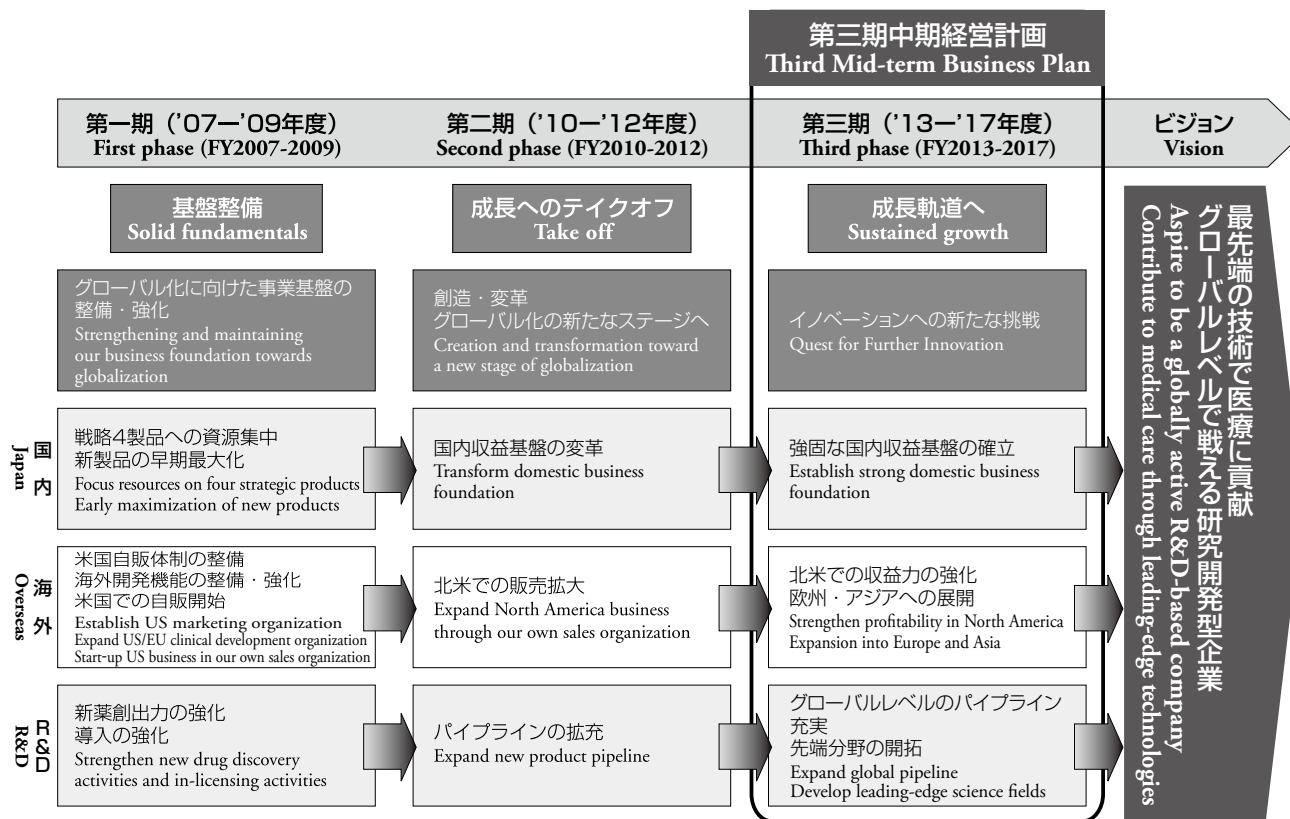 第三期中期経営計画
Third Mid-term Business Plan
第一期（’07ー’09年度）
First phase (FY2007-2009)
第二期（’10ー’12年度）
Second phase (FY2010-2012)
第三期（’13ー’17年度）
Third phase (FY2013-2017)
ビジョン
Vision
基盤整備
Solid fundamentals
成長へのテイクオフ
Take off
成長軌道へ
Sustained growth
グローバル化に向けた事業基盤の
整備・強化
Strengthening and maintaining
our business foundation towards
globalization
創造・変革
グローバル化の新たなステージへ
Creation and transformation toward
a new stage of globalization
イノベーションへの新たな挑戦
Quest for Further Innovation
国内
Japan
戦略4製品への資源集中
新製品の早期最大化
Focus resources on four strategic products
Early maximization of new products
国内収益基盤の変革
Transform domestic business
foundation
強固な国内収益基盤の確立
Establish strong domestic business
foundation
海外
Overseas
米国自販体制の整備
海外開発機能の整備・強化
米国での自販開始
Establish US marketing organization
Expand US/EU clinical development organization
Start-up US business in our own sales organization
北米での販売拡大
Expand North America business
through our own sales organization
北米での収益力の強化
欧州・アジアへの展開
Strengthen profitability in North America
Expansion into Europe and Asia
R&D
R&D
新薬創出力の強化
導入の強化
Strengthen new drug discovery
activities and in-licensing activities
パイプラインの拡充
Expand new product pipeline
グローバルレベルのパイプライン
充実
先端分野の開拓
Expand global pipeline
Develop leading-edge science fields
最先端の技術で医療に貢献
グローバルレベルで戦える研究開発型企業
Aspire to be a globally active R&D-based company
Contribute to medical care through leading-edge technologies